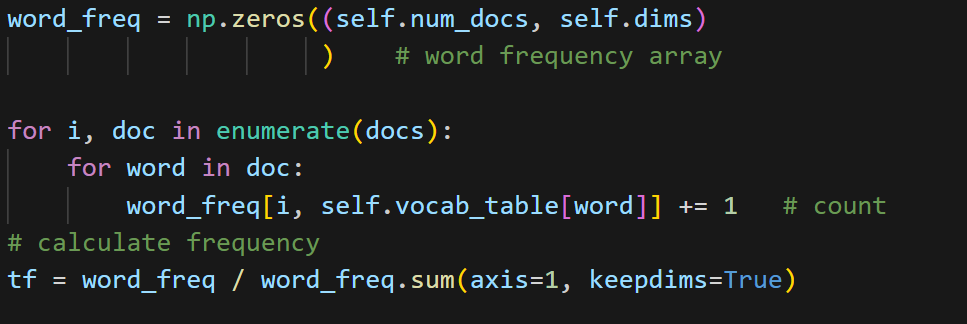 word_freq = np.zeros((self.num_docs, self.dims)
                     )    # word frequency array

for i, doc in enumerate(docs):
    for word in doc:
        word_freq[i, self.vocab_table[word]] += 1   # count
# calculate frequency
tf = word_freq / word_freq.sum(axis=1, keepdims=True)